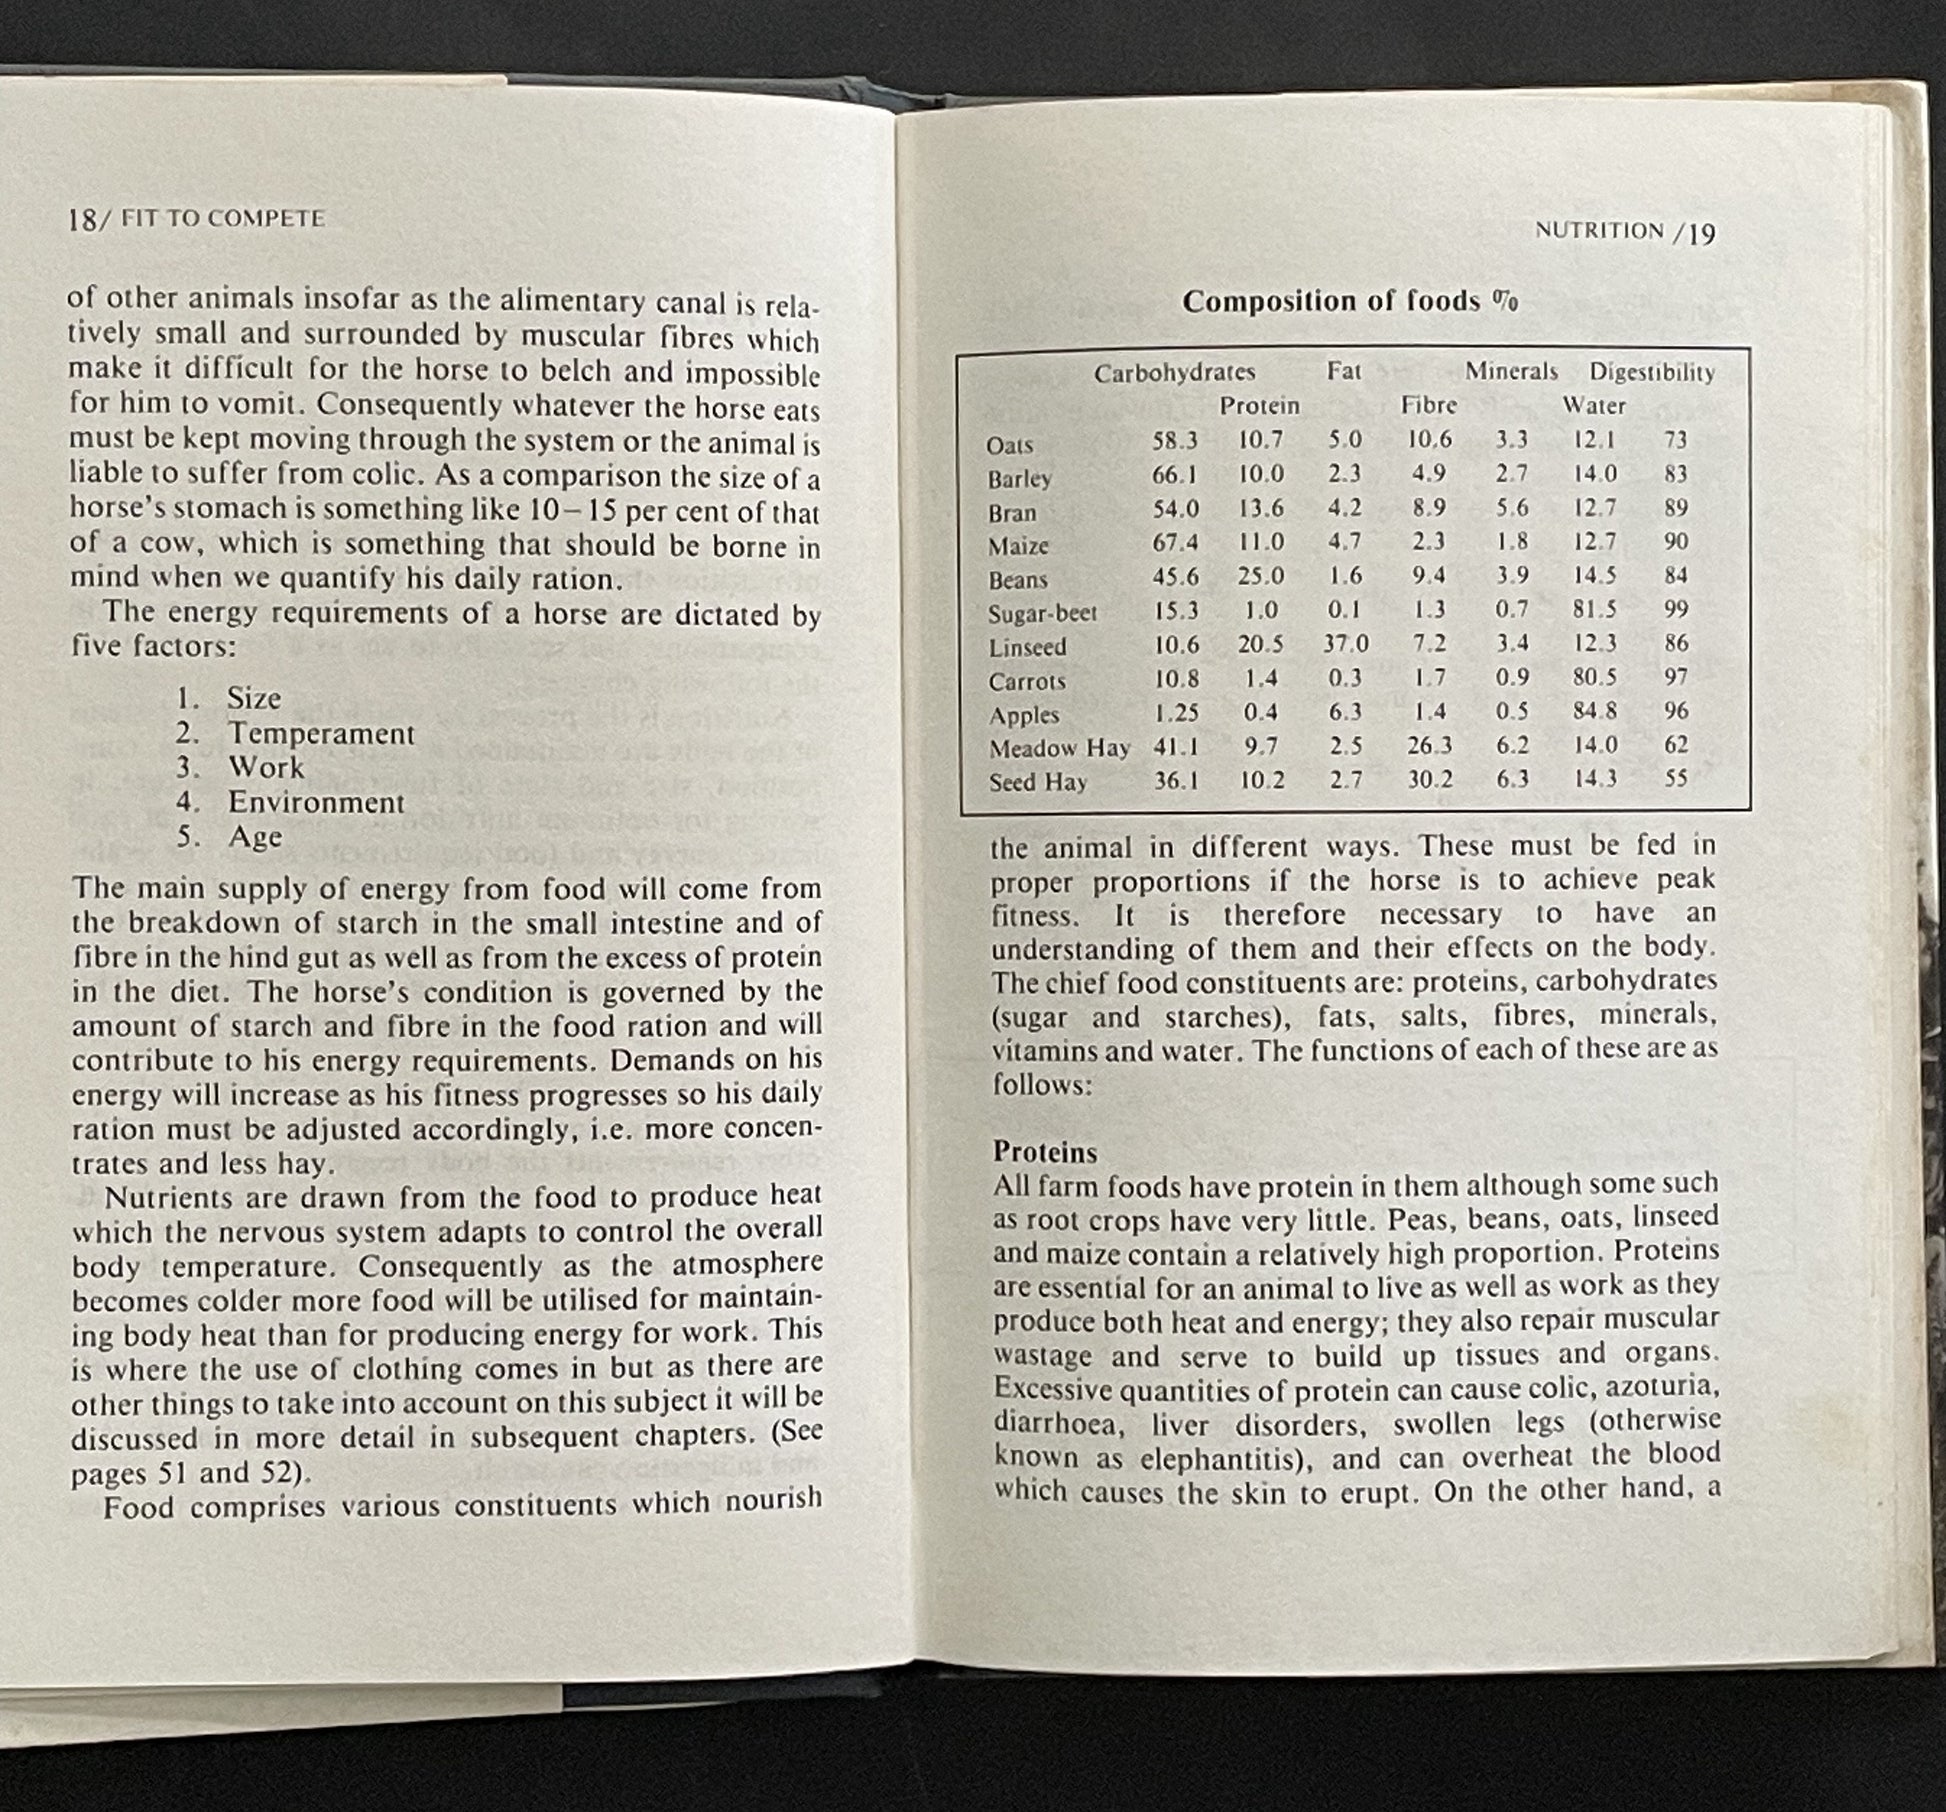 18/ FIT TO COMPETE
of other animals insofar as the alimentary canal is rela-
tively small and surrounded by muscular fibres which
make it difficult for the horse to belch and impossible
for him to vomit. Consequently whatever the horse eats
must be kept moving through the system or the animal is
liable to suffer from colic. As a comparison the size of a
horse's stomach is something like 10–15 per cent of that
of a cow, which is something that should be borne in
mind when we quantify his daily ration.
The energy requirements of a horse are dictated by
five factors:
1. Size
2. Temperament
3. Work
4. Environment
5. Age
The main supply of energy from food will come from
the breakdown of starch in the small intestine and of
fibre in the hind gut as well as from the excess of protein
in the diet. The horse's condition is governed by the
amount of starch and fibre in the food ration and will
contribute to his energy requirements. Demands on his
energy will increase as his fitness progresses so his daily
ration must be adjusted accordingly, i.e. more concen-
trates and less hay.
Nutrients are drawn from the food to produce heat
which the nervous system adapts to control the overall
body temperature. Consequently as the atmosphere
becomes colder more food will be utilised for maintain-
ing body heat than for producing energy for work. This
is where the use of clothing comes in but as there are
other things to take into account on this subject it will be
discussed in more detail in subsequent chapters. (See
pages 51 and 52).
Food comprises various constituents which nourish
NUTRITION /19
Composition of foods %
Carbohydrates Fat Minerals Digestibility
Protein Fibre Water
Oats 58.3 10.7 5.0 10.6 3.3 12.1 73
Barley 66.1 10.0 2.3 4.9 2.7 14.0 83
Bran 54.0 13.6 4.2 8.9 5.6 12.7 89
Maize 67.4 11.0 4.7 2.3 1.8 12.7 90
Beans 45.6 25.0 1.6 9.4 3.9 14.5 84
Sugar-beet 15.3 1.0 0.1 1.3 0.7 81.5 99
Linseed 10.6 20.5 37.0 7.2 3.4 12.3 86
Carrots 10.8 1.4 0.3 1.7 0.9 80.5 97
Apples 1.25 0.4 6.3 1.4 0.5 84.8 96
Meadow Hay 41.1 9.7 2.5 26.3 6.2 14.0 62
Seed Hay 36.1 10.2 2.7 30.2 6.3 14.3 55
the animal in different ways. These must be fed in
proper proportions if the horse is to achieve peak
fitness. It is therefore necessary to have an
understanding of them and their effects on the body.
The chief food constituents are: proteins, carbohydrates
(sugar and starches), fats, salts, fibres, minerals,
vitamins and water. The functions of each of these are as
follows:
Proteins
All farm foods have protein in them although some such
as root crops have very little. Peas, beans, oats, linseed
and maize contain a relatively high proportion. Proteins
are essential for an animal to live as well as work as they
produce both heat and energy; they also repair muscular
wastage and serve to build up tissues and organs.
Excessive quantities of protein can cause colic, azoturia,
diarrhoea, liver disorders, swollen legs (otherwise
known as elephantitis), and can overheat the blood
which causes the skin to erupt. On the other hand, a